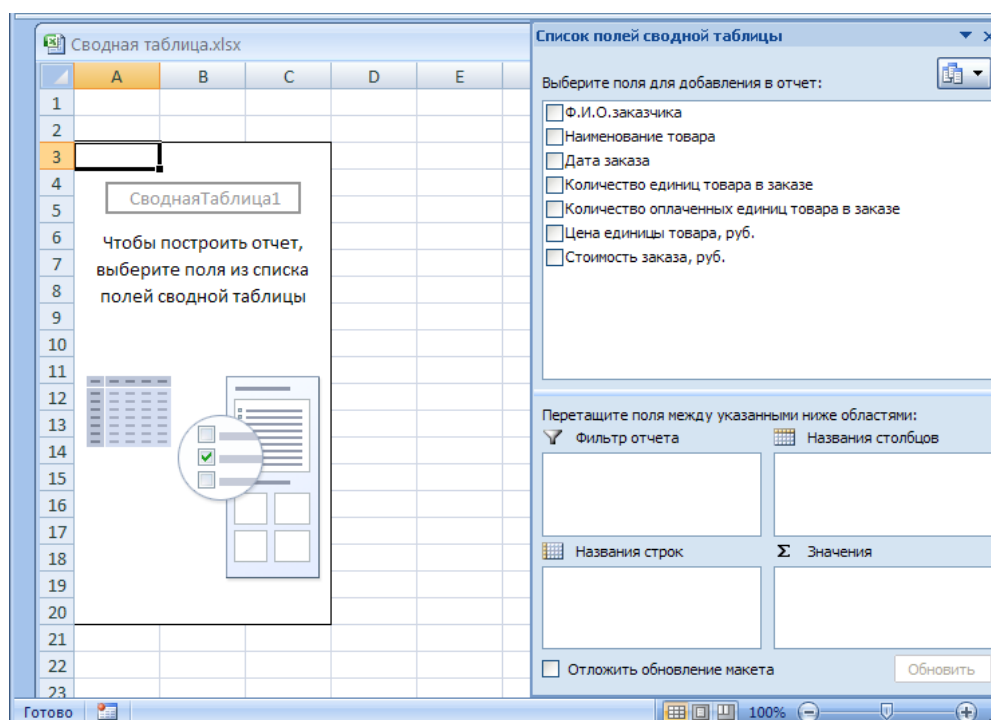 Сводная таблица.xlsx
A B C D E
1
2
3
4
5
6
7
8
9
10
11
12
13
14
15
16
17
18
19
20
21
22
23
СводнаяТаблица1
Чтобы построить отчет,
выберите поля из списка
полей сводной таблицы
Готово
100%
Список полей сводной таблицы
Выберите поля для добавления в отчет:
Ф.И.О.заказчика
Наименование товара
Дата заказа
Количество единиц товара в заказе
Количество оплаченных единиц товара в заказе
Цена единицы товара, руб.
Стоимость заказа, руб.
Перетащите поля между указанными ниже областями:
Фильтр отчета
Названия столбцов
Названия строк
Σ Значения
Отложить обновление макета
Обновить